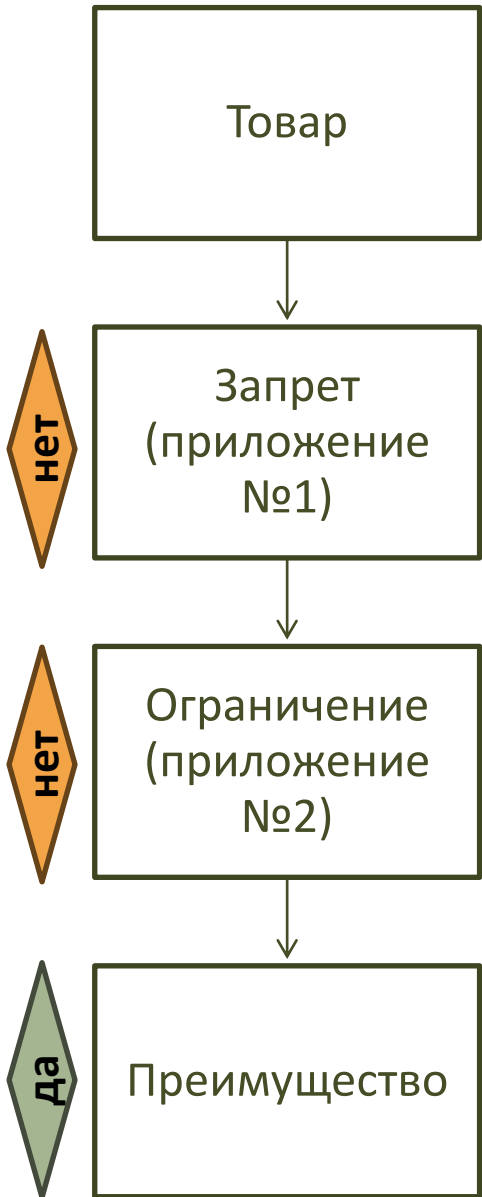 Товар
нет
Запрет
(приложение
№1)
нет
Ограничение
(приложение
№2)
да
Преимущество